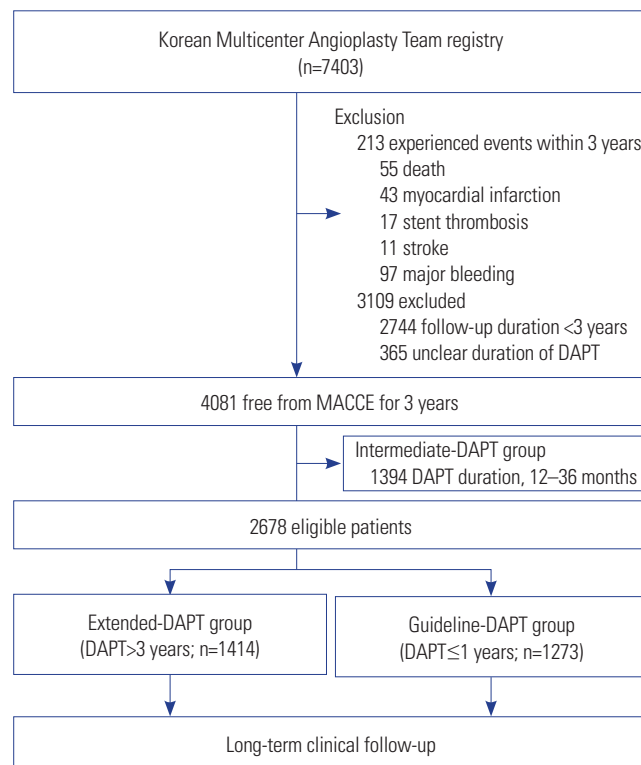 Korean Multicenter Angioplasty Team registry
(n=7403)
Exclusion
213 experienced events within 3 years
55 death
43 myocardial infarction
17 stent thrombosis
11 stroke
97 major bleeding
3109 excluded
2744 follow-up duration <3 years
365 unclear duration of DAPT
4081 free from MACCE for 3 years
Intermediate-DAPT group
1394 DAPT duration, 12–36 months
2678 eligible patients
Extended-DAPT group
(DAPT>3 years; n=1414)
Guideline-DAPT group
(DAPT≤1 years; n=1273)
Long-term clinical follow-up